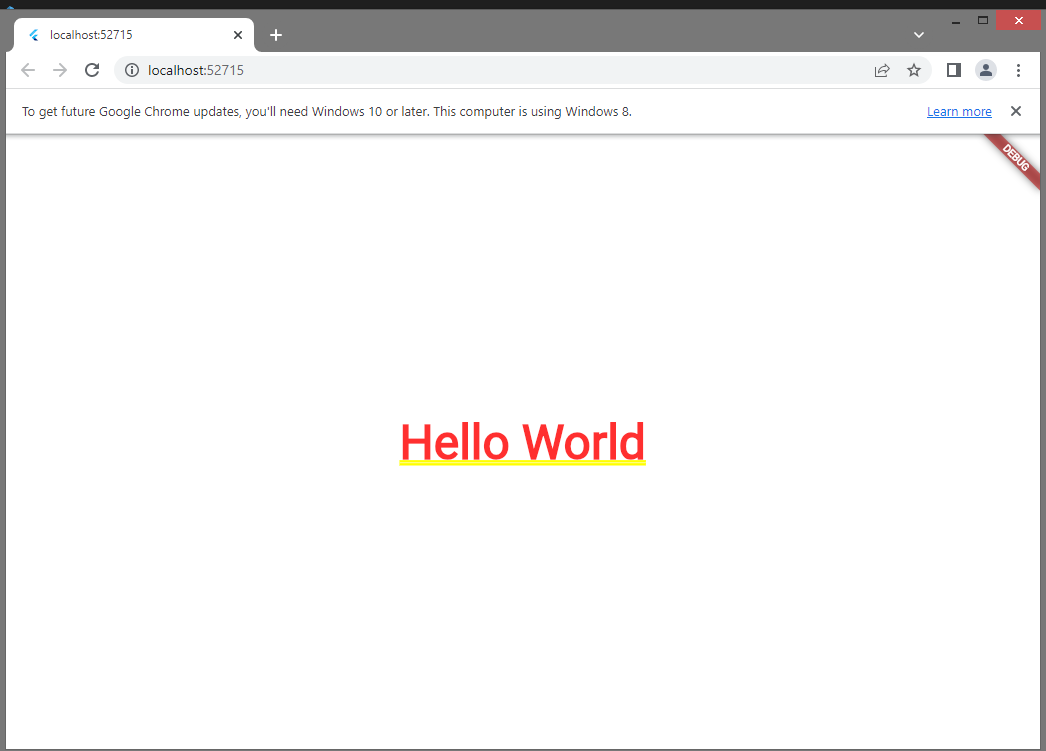 localhost:52715
localhost:52715
To get future Google Chrome updates, you'll need Windows 10 or later. This computer is using Windows 8.
Learn more
DEBUG
Hello World